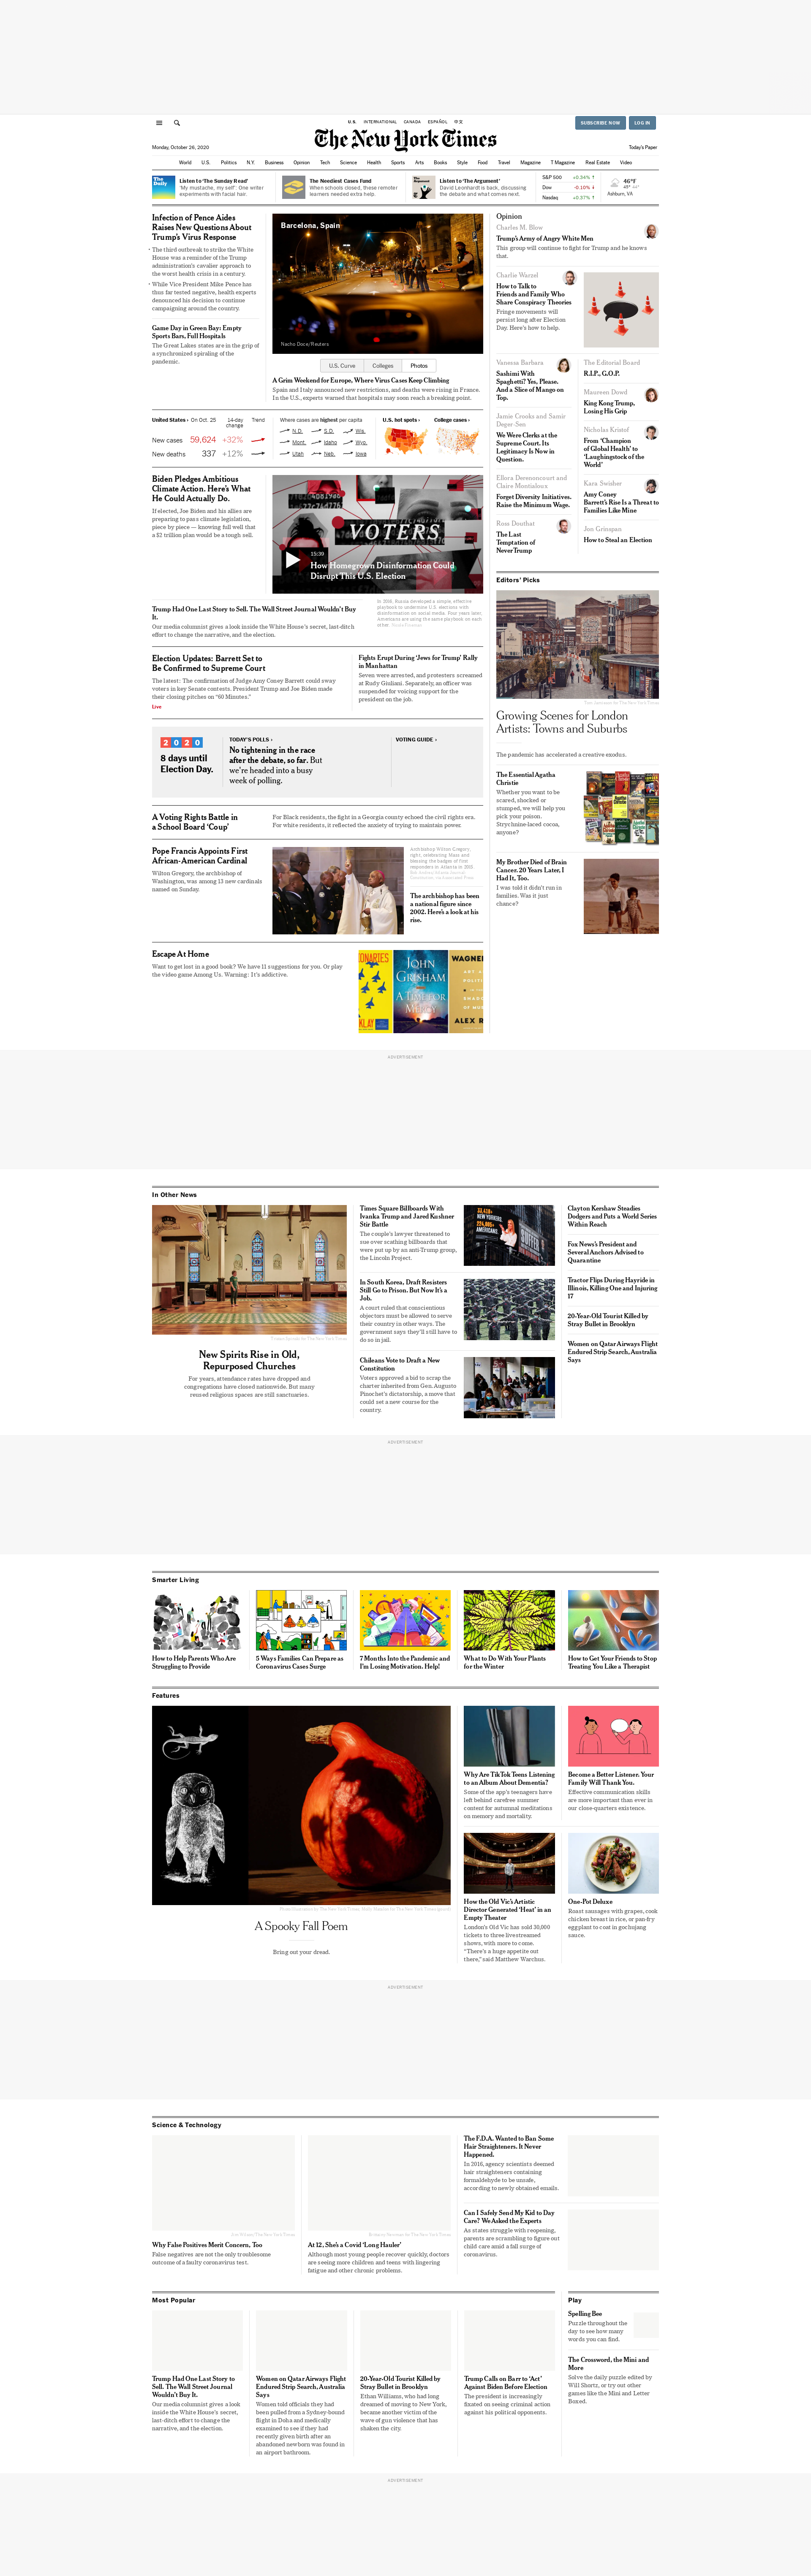 U.S.
INTERNATIONAL
CANADA
ESPAÑOL
中文
SUBSCRIBE NOW
LOG IN
The New York Times
Monday, October 26, 2020
Today's Paper
World
U.S.
Politics
N.Y.
Business
Opinion
Tech
Science
Health
Sports
Arts
Books
Style
Food
Travel
Magazine
T Magazine
Real Estate
Video
The Daily
Listen to 'The Sunday Read'
"My mustache, my self": One writer
experiments with facial hair.
The Neediest Cases Fund
When schools closed, these remoter
learners needed extra help.
The Argument
Listen to 'The Argument'
David Leonhardt is back, discussing
the debate and what comes next.
S&P 500 +0.34% ↑
Dow -0.10% ↓
Nasdaq +0.37% ↑
46°F
Ashburn, VA
Infection of Pence Aides
Raises New Questions About
Trump's Virus Response
• The third outbreak to strike the White
House was a reminder of the Trump
administration's cavalier approach to
the worst health crisis in a century.
• While Vice President Mike Pence has
thus far tested negative, health experts
denounced his decision to continue
campaigning around the country.
Game Day in Green Bay: Empty
Sports Bars, Full Hospitals
The Great Lakes states are in the grip of
a synchronized spiraling of the
pandemic.
Barcelona, Spain
Nacho Doce/Reuters
U.S. Curve
Colleges
Photos
A Grim Weekend for Europe, Where Virus Cases Keep Climbing
Spain and Italy announced new restrictions, and deaths were rising in France.
In the U.S., experts warned that hospitals may soon reach a breaking point.
United States › On Oct. 25
14-day
change
Trend
New cases 59,624 +32%
New deaths 337 +12%
Where cases are highest per capita
N.D.
S.D.
Wis.
Mont.
Idaho
Wyo.
Utah
Neb.
Iowa
U.S. hot spots ›
College cases ›
Biden Pledges Ambitious
Climate Action. Here's What
He Could Actually Do.
If elected, Joe Biden and his allies are
preparing to pass climate legislation,
piece by piece — knowing full well that
a $2 trillion plan would be a tough sell.
VOTERS
15:39
How Homegrown Disinformation Could
Disrupt This U.S. Election
In 2016, Russia developed a simple, effective
playbook to undermine U.S. elections with
disinformation on social media. Four years later,
Americans are using the same playbook on each
other.
Trump Had One Last Story to Sell. The Wall Street Journal Wouldn't Buy
It.
Our media columnist gives a look inside the White House's secret, last-ditch
effort to change the narrative, and the election.
Election Updates: Barrett Set to
Be Confirmed to Supreme Court
The latest: The confirmation of Judge Amy Coney Barrett could sway
voters in key Senate contests. President Trump and Joe Biden made
their closing pitches on "60 Minutes."
Live
Fights Erupt During 'Jews for Trump' Rally
in Manhattan
Seven were arrested, and protesters screamed
at Rudy Giuliani. Separately, an officer was
suspended for voicing support for the
president on the job.
2020
8 days until
Election Day.
TODAY'S POLLS ›
No tightening in the race
after the debate, so far. But
we're headed into a busy
week of polling.
VOTING GUIDE ›
A Voting Rights Battle in
a School Board 'Coup'
For Black residents, the fight in a Georgia county echoed the civil rights era.
For white residents, it reflected the anxiety of trying to maintain power.
Pope Francis Appoints First
African-American Cardinal
Wilton Gregory, the archbishop of
Washington, was among 13 new cardinals
named on Sunday.
Archbishop Wilton Gregory,
right, celebrating Mass and
blessing the badges of first
responders in Atlanta in 2010.
The archbishop has been
a national figure since
2002. Here's a look at his
rise.
Escape At Home
Want to get lost in a good book? We have 11 suggestions for you. Or play
the video game Among Us. Warning: It's addictive.
JOHN
GRISHAM
A TIME FOR
MERCY
WAGNER
ALEX R
Opinion
Charles M. Blow
Trump's Army of Angry White Men
This group will continue to fight for Trump and he knows
that.
Charlie Warzel
How to Talk to
Friends and Family Who
Share Conspiracy Theories
Fringe movements will
persist long after Election
Day. Here's how to help.
Vanessa Barbara
Sashimi With
Spaghetti? Yes, Please.
And a Slice of Mango on
Top.
Jamie Crooks and Samir
Deger-Sen
We Were Clerks at the
Supreme Court. Its
Legitimacy Is Now in
Question.
Ellora Derenoncourt and
Claire Montialoux
Forget Diversity Initiatives.
Raise the Minimum Wage.
Ross Douthat
The Last
Temptation of
NeverTrump
The Editorial Board
R.I.P., G.O.P.
Maureen Dowd
King Kong Trump,
Losing His Grip
Nicholas Kristof
From 'Champion
of Global Health' to
'Laughingstock of the
World'
Kara Swisher
Amy Coney
Barrett's Rise Is a Threat to
Families Like Mine
Jon Grinspan
How to Steal an Election
Editors' Picks
Growing Scenes for London
Artists: Towns and Suburbs
The pandemic has accelerated a creative exodus.
The Essential Agatha
Christie
Whether you want to be
scared, shocked or
stumped, we will help you
pick your poison.
Strychnine-laced cocoa,
anyone?
My Brother Died of Brain
Cancer. 20 Years Later, I
Had It, Too.
I was told it didn't run in
families. Was it just
chance?
ADVERTISEMENT
In Other News
New Spirits Rise in Old,
Repurposed Churches
For years, attendance rates have dropped and
congregations have closed nationwide. But many
reused religious spaces are still sanctuaries.
Times Square Billboards With
Ivanka Trump and Jared Kushner
Stir Battle
The couple's lawyer threatened to
sue over scathing billboards that
were put up by an anti-Trump group,
the Lincoln Project.
In South Korea, Draft Resisters
Still Go to Prison. But Now It's a
Job.
A court ruled that conscientious
objectors must be allowed to serve
their country in other ways. The
government says they'll still have to
do so in jail.
Chileans Vote to Draft a New
Constitution
Voters approved a bid to scrap the
charter inherited from Gen. Augusto
Pinochet's dictatorship, a move that
could set a new course for the
country.
Clayton Kershaw Steadies
Dodgers and Puts a World Series
Within Reach
Fox News's President and
Several Anchors Advised to
Quarantine
Tractor Flips During Hayride in
Illinois, Killing One and Injuring
17
20-Year-Old Tourist Killed by
Stray Bullet in Brooklyn
Women on Qatar Airways Flight
Endured Strip Search, Australia
Says
ADVERTISEMENT
Smarter Living
How to Help Parents Who Are
Struggling to Provide
5 Ways Families Can Prepare as
Coronavirus Cases Surge
7 Months Into the Pandemic and
I'm Losing Motivation. Help!
What to Do With Your Plants
for the Winter
How to Get Your Friends to Stop
Treating You Like a Therapist
Features
A Spooky Fall Poem
Bring out your dread.
Why Are TikTok Teens Listening
to an Album About Dementia?
Some of the app's teenagers have
left behind carefree summer
content for autumnal meditations
on memory and mortality.
Become a Better Listener. Your
Family Will Thank You.
Effective communication skills
are more important than ever in
our close-quarters existence.
How the Old Vic's Artistic
Director Generated 'Heat' in an
Empty Theater
London's Old Vic has sold 30,000
tickets to three livestreamed
shows, with more to come.
"There's a huge appetite out
there," said Matthew Warchus.
One-Pot Deluxe
Roast sausages with grapes, cook
chicken breast in rice, or pan-fry
eggplant to coat in gochujang
sauce.
ADVERTISEMENT
Science & Technology
Why False Positives Merit Concern, Too
False negatives are not the only troublesome
outcome of a faulty coronavirus test.
At 12, She's a Covid 'Long Hauler'
Although most young people recover quickly, doctors
are seeing more children and teens with lingering
fatigue and other chronic problems.
The F.D.A. Wanted to Ban Some
Hair Straighteners. It Never
Happened.
In 2016, agency scientists deemed
hair straighteners containing
formaldehyde to be unsafe,
according to newly obtained emails.
Can I Safely Send My Kid to Day
Care? We Asked the Experts
As states struggle with reopening,
parents are scrambling to figure out
child care amid a fall surge of
coronavirus.
Most Popular
Trump Had One Last Story to
Sell. The Wall Street Journal
Wouldn't Buy It.
Our media columnist gives a look
inside the White House's secret,
last-ditch effort to change the
narrative, and the election.
Women on Qatar Airways Flight
Endured Strip Search, Australia
Says
Women told officials they had
been pulled from a Sydney-bound
flight in Doha and medically
examined to see if they had
recently given birth after an
abandoned newborn was found in
an airport bathroom.
20-Year-Old Tourist Killed by
Stray Bullet in Brooklyn
Ethan Williams, who had long
dreamed of moving to New York,
became another victim of the
wave of gun violence that has
shaken the city.
Trump Calls on Barr to 'Act'
Against Biden Before Election
The president is increasingly
fixated on seeing criminal action
against his political opponents.
Play
Spelling Bee
Puzzle throughout the
day to see how many
words you can find.
The Crossword, the Mini and
More
Solve the daily puzzle edited by
Will Shortz, or try out other
games like the Mini and Letter
Boxed.
ADVERTISEMENT